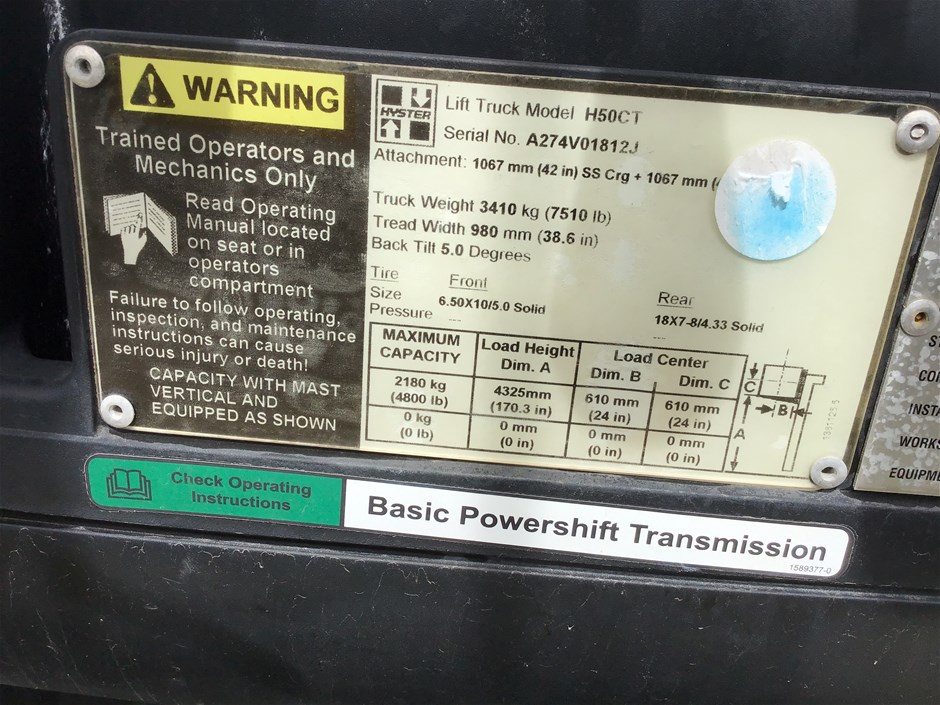 WARNING
Trained Operators and
Mechanics Only
Read Operating
Manual located
on seat or in
operators
compartment
Failure to follow operating,
inspection, and maintenance
instructions can cause
serious injury or death!
CAPACITY WITH MAST
VERTICAL AND
EQUIPPED AS SHOWN
HYSTER
Lift Truck Model H50CT
Serial No. A274V01812J
Attachment: 1067 mm (42 in) SS Crg + 1067 mm (
Truck Weight 3410 kg (7510 lb)
Tread Width 980 mm (38.6 in)
Back Tilt 5.0 Degrees
Tire Front Rear
Size 6.50X10/5.0 Solid 18X7-8/4.33 Solid
Pressure --- ---
MAXIMUM CAPACITY Load Height Dim. A Load Center Dim. B Dim. C
2180 kg (4800 lb) 4325mm (170.3 in) 610 mm (24 in) 610 mm (24 in)
0 kg (0 lb) 0 mm (0 in) 0 mm (0 in) 0 mm (0 in)
C
B
A
Check Operating
Instructions
Basic Powershift Transmission
1589377-0
INSTA
WORKS
EQUIPME